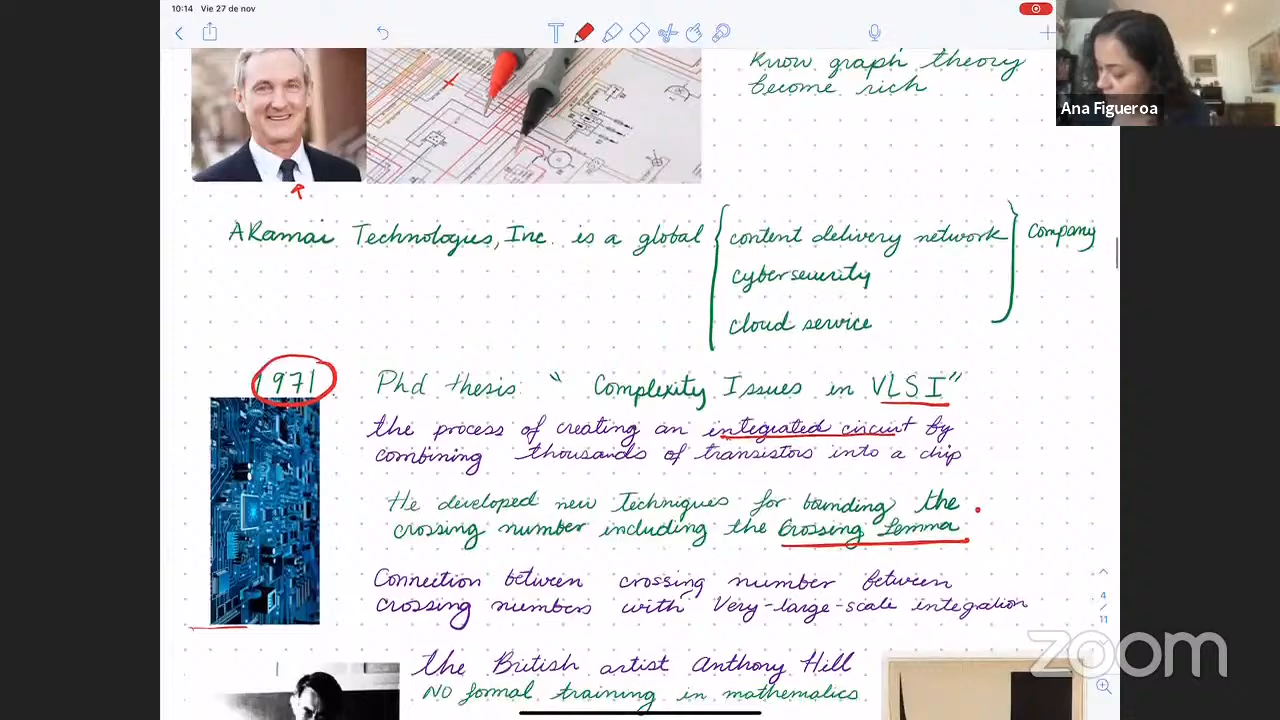 10:14 Vie 27 de nov
Know graph theory
become rich
Ana Figueroa
AKamai Technologies, Inc. is a global
content delivery network
cybersecurity
cloud service
Company
1971 Phd thesis: " Complexity Issues in VLSI"
the process of creating an integrated circuit by
combining thousands of transistors into a chip
He developed new Techniques for bounding the
crossing number including the Crossing Lemma
Connection between crossing number between
crossing numbers with Very-large-scale integration
4
/
11
zoom
the British artist Anthony Hill
No formal training in mathematics